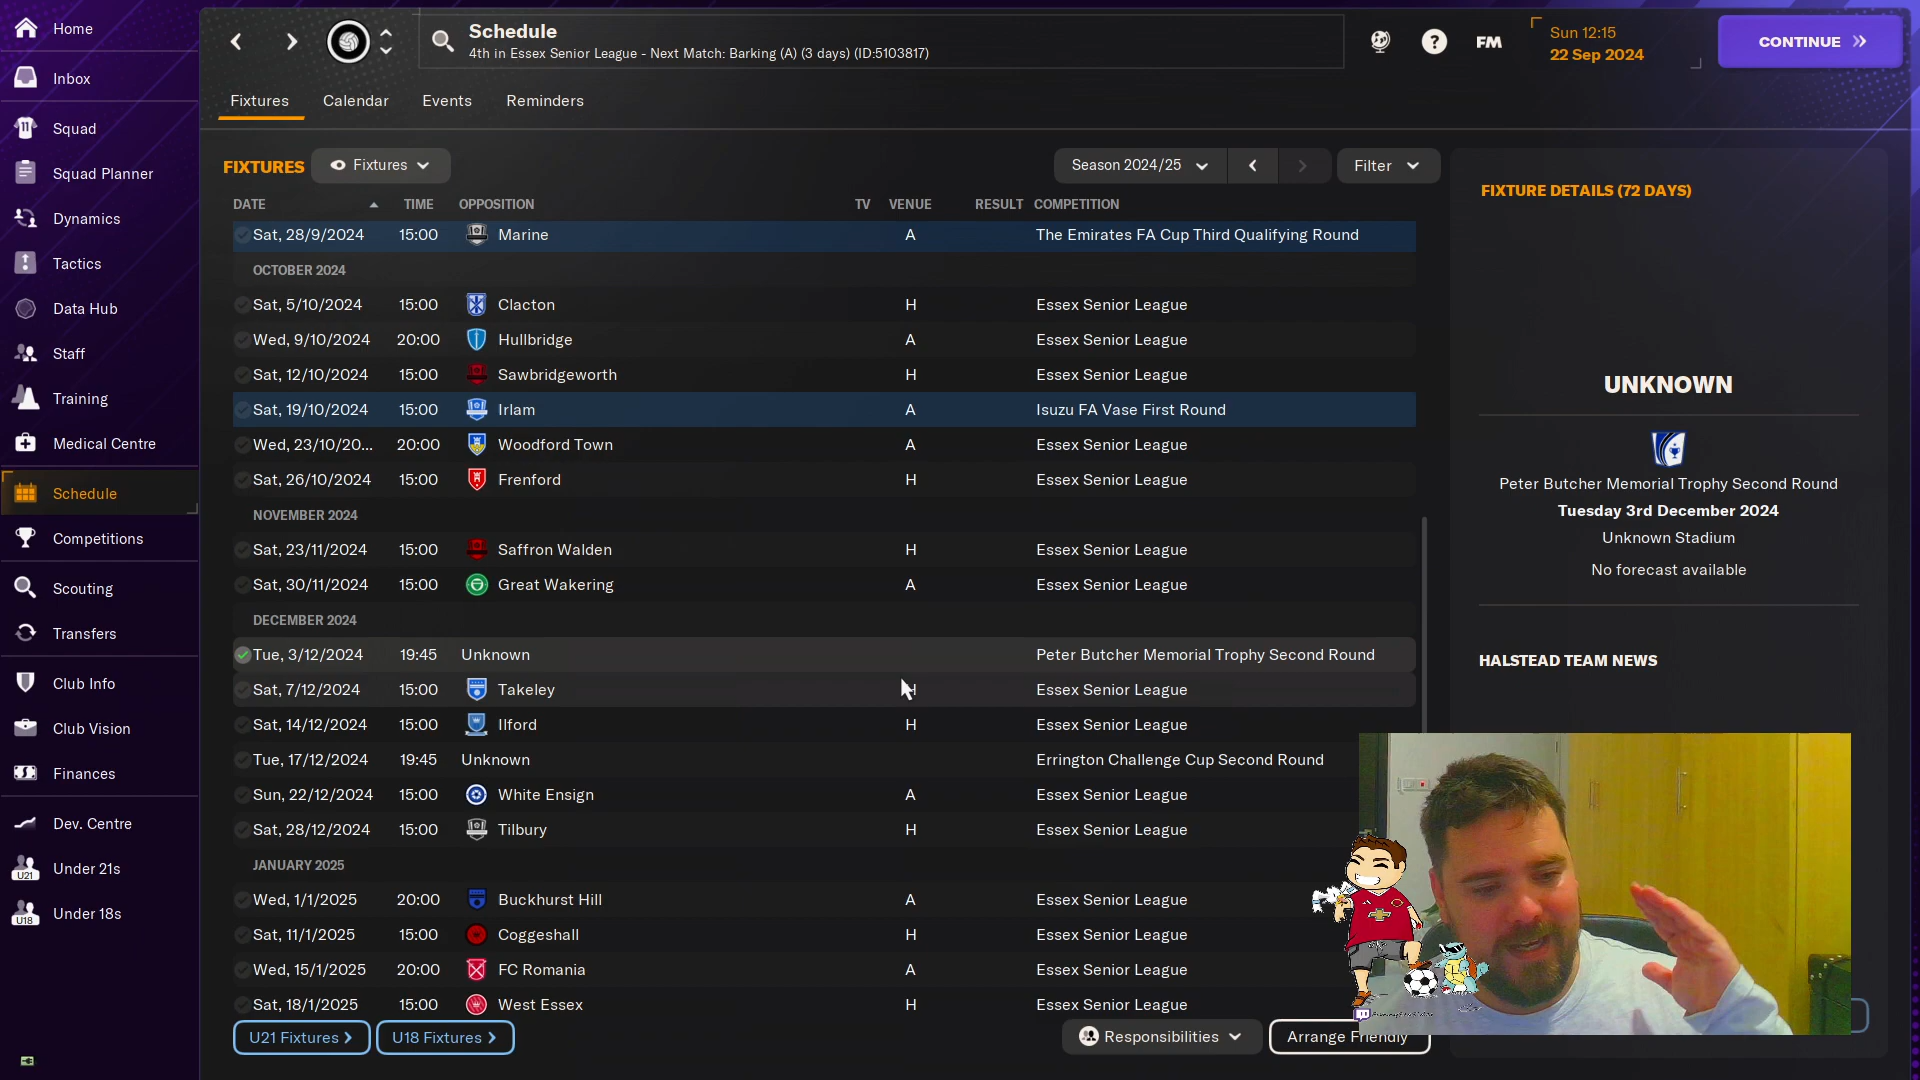 Home
Inbox
Squad
Squad Planner
Dynamics
Tactics
Data Hub
Staff
Training
Medical Centre
Schedule
Competitions
Scouting
Transfers
Club Info
Club Vision
Finances
Dev. Centre
U21
Under 21s
U18
Under 18s
Schedule
4th in Essex Senior League - Next Match: Barking (A) (3 days) (ID:5103817)
FM
Sun 12:15
22 Sep 2024
CONTINUE
Fixtures Calendar Events Reminders
FIXTURES Fixtures Season 2024/25 Filter
DATE TIME OPPOSITION TV VENUE RESULT COMPETITION
Sat, 28/9/2024 15:00 Marine A The Emirates FA Cup Third Qualifying Round
OCTOBER 2024
Sat, 5/10/2024 15:00 Clacton H Essex Senior League
Wed, 9/10/2024 20:00 Hullbridge A Essex Senior League
Sat, 12/10/2024 15:00 Sawbridgeworth H Essex Senior League
Sat, 19/10/2024 15:00 Irlam A Isuzu FA Vase First Round
Wed, 23/10/20... 20:00 Woodford Town A Essex Senior League
Sat, 26/10/2024 15:00 Frenford H Essex Senior League
NOVEMBER 2024
Sat, 23/11/2024 15:00 Saffron Walden H Essex Senior League
Sat, 30/11/2024 15:00 Great Wakering A Essex Senior League
DECEMBER 2024
Tue, 3/12/2024 19:45 Unknown Peter Butcher Memorial Trophy Second Round
Sat, 7/12/2024 15:00 Takeley H Essex Senior League
Sat, 14/12/2024 15:00 Ilford H Essex Senior League
Tue, 17/12/2024 19:45 Unknown Errington Challenge Cup Second Round
Sun, 22/12/2024 15:00 White Ensign A Essex Senior League
Sat, 28/12/2024 15:00 Tilbury H Essex Senior League
JANUARY 2025
Wed, 1/1/2025 20:00 Buckhurst Hill A Essex Senior League
Sat, 11/1/2025 15:00 Coggeshall H Essex Senior League
Wed, 15/1/2025 20:00 FC Romania A Essex Senior League
Sat, 18/1/2025 15:00 West Essex H Essex Senior League
U21 Fixtures U18 Fixtures Responsibilities Arrange Friendly
FIXTURE DETAILS (72 DAYS)
UNKNOWN
Peter Butcher Memorial Trophy Second Round
Tuesday 3rd December 2024
Unknown Stadium
No forecast available
HALSTEAD TEAM NEWS